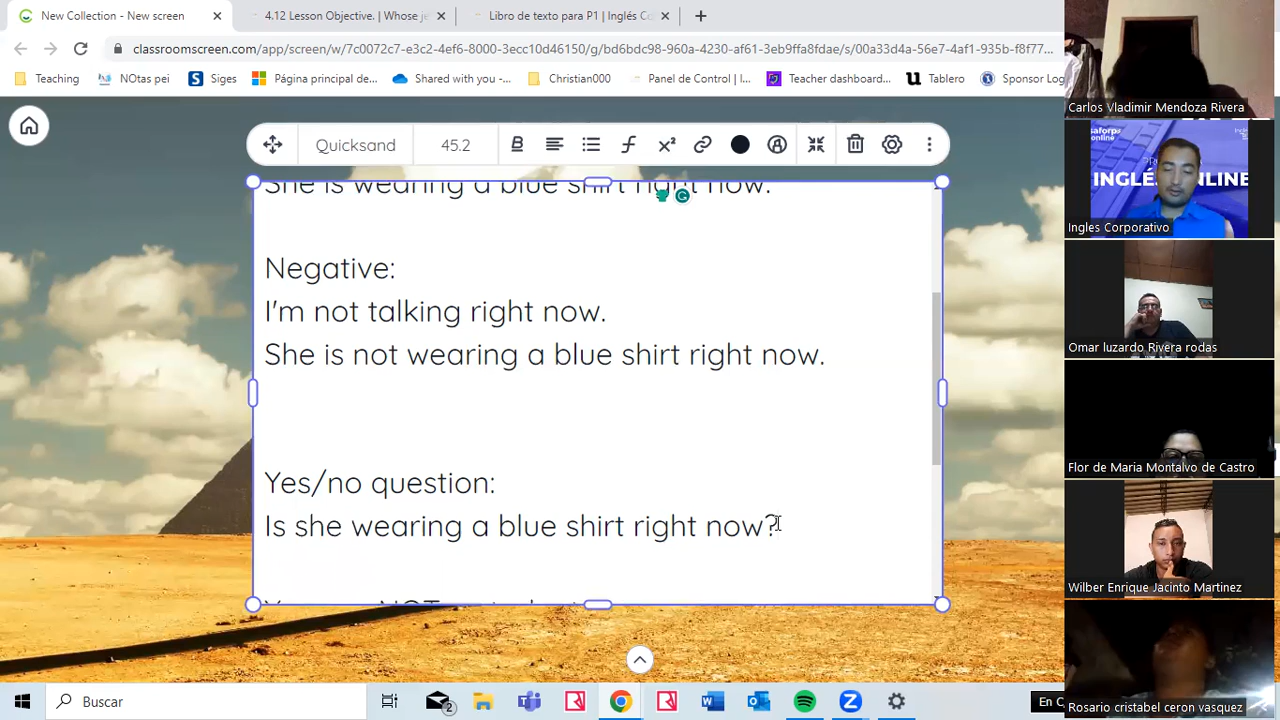 New Collection - New screen
4.12 Lesson Objective. | Whose je
Libro de texto para P1 | Inglés Co
classroomscreen.com/app/screen/w/7c0072c7-e3c2-4ef6-8000-3ecc10d46150/g/bd6b0c98-960a-4230-af61-3eb9ff98fdae/s/00a33d4a-56e7-4af1-935b-f8f77...
Teaching
NOtas pei
Siges
Página principal de...
Shared with you -...
Christian000
Panel de Control | I...
Teacher dashboard...
Tablero
Sponsor Log
Quicksand
45.2
She is wearing a blue shirt right now.
Negative:
I'm not talking right now.
She is not wearing a blue shirt right now.
Yes/no question:
Is she wearing a blue shirt right now?
Carlos Vladimir Mendoza Rivera
INGLÉS ONLINE
Ingles Corporativo
Omar luzardo Rivera rodas
Flor de Maria Montalvo de Castro
Wilber Enrique Jacinto Martinez
Rosario cristabel ceron vasquez
Buscar
2